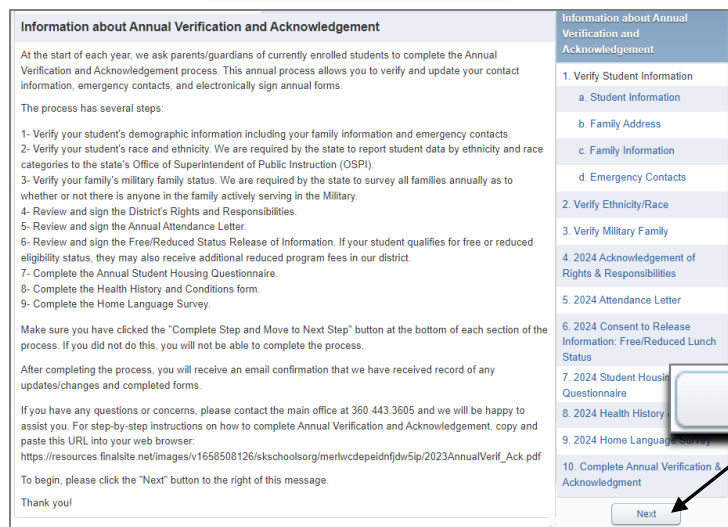 Information about Annual Verification and Acknowledgement
At the start of each year, we ask parents/guardians of currently enrolled students to complete the Annual
Verification and Acknowledgement process. This annual process allows you to verify and update your contact
information, emergency contacts, and electronically sign annual forms.
The process has several steps:
1- Verify your student's demographic information including your family information and emergency contacts.
2- Verify your student's race and ethnicity. We are required by the state to report student data by ethnicity and race
categories to the state's Office of Superintendent of Public Instruction (OSPI).
3- Verify your family's military family status. We are required by the state to survey all families annually as to
whether or not there is anyone in the family actively serving in the Military.
4- Review and sign the District's Rights and Responsibilities.
5- Review and sign the Annual Attendance Letter.
6- Review and sign the Free/Reduced Status Release of Information. If your student qualifies for free or reduced
eligibility status, they may also receive additional reduced program fees in our district.
7- Complete the Annual Student Housing Questionnaire.
8- Complete the Health History and Conditions form.
9- Complete the Home Language Survey.
Make sure you have clicked the "Complete Step and Move to Next Step" button at the bottom of each section of the
process. If you did not do this, you will not be able to complete the process.
After completing the process, you will receive an email confirmation that we have received record of any
updates/changes and completed forms.
If you have any questions or concerns, please contact the main office at 360.443.3605 and we will be happy to
assist you. For step-by-step instructions on how to complete Annual Verification and Acknowledgement, copy and
paste this URL into your web browser:
https://resources.finalsite.net/images/v1658508126/skschoolsorg/merlwcdepeidnfjdw5ip/2023AnnualVerif_Ack.pdf
To begin, please click the "Next" button to the right of this message.
Thank you!
Information about Annual
Verification and
Acknowledgement
1. Verify Student Information
a. Student Information
b. Family Address
c. Family Information
d. Emergency Contacts
2. Verify Ethnicity/Race
3. Verify Military Family
4. 2024 Acknowledgement of
Rights & Responsibilities
5. 2024 Attendance Letter
6. 2024 Consent to Release
Information: Free/Reduced Lunch
Status
7. 2024 Student
Questionnaire
8. 2024 Health History
9. 2024 Home Language Survey
10. Complete Annual Verification &
Acknowledgment
Next